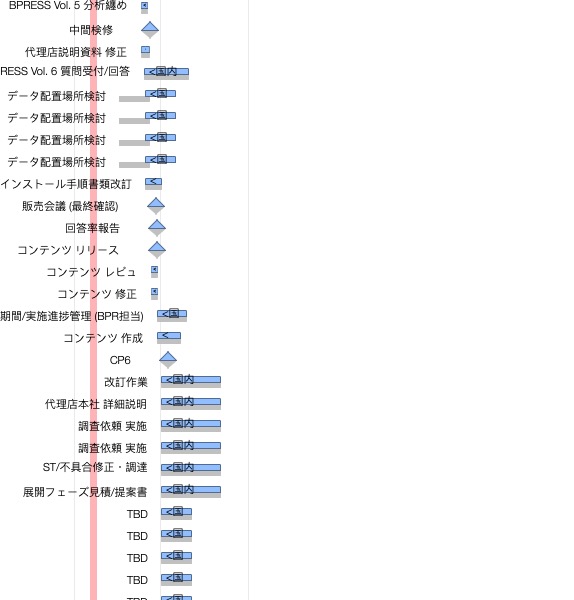 BPRESS Vol. 5 分析纏め <
中間検修
代理店説明資料 修正
RESS Vol. 6 質問受付/回答 <国内
データ配置場所検討 <国
データ配置場所検討 <国
データ配置場所検討 <国
データ配置場所検討 <国
インストール手順書類改訂 <
販売会議 (最終確認)
回答率報告
コンテンツ リリース
コンテンツ レビュ <
コンテンツ 修正 <
期間/実施進捗管理 (BPR担当) <国
コンテンツ 作成 <
CP6
改訂作業 <国内
代理店本社 詳細説明 <国内
調査依頼 実施 <国内
調査依頼 実施 <国内
ST/不具合修正・調達 <国内
展開フェーズ見積/提案書 <国内
TBD <国
TBD <国
TBD <国
TBD <国